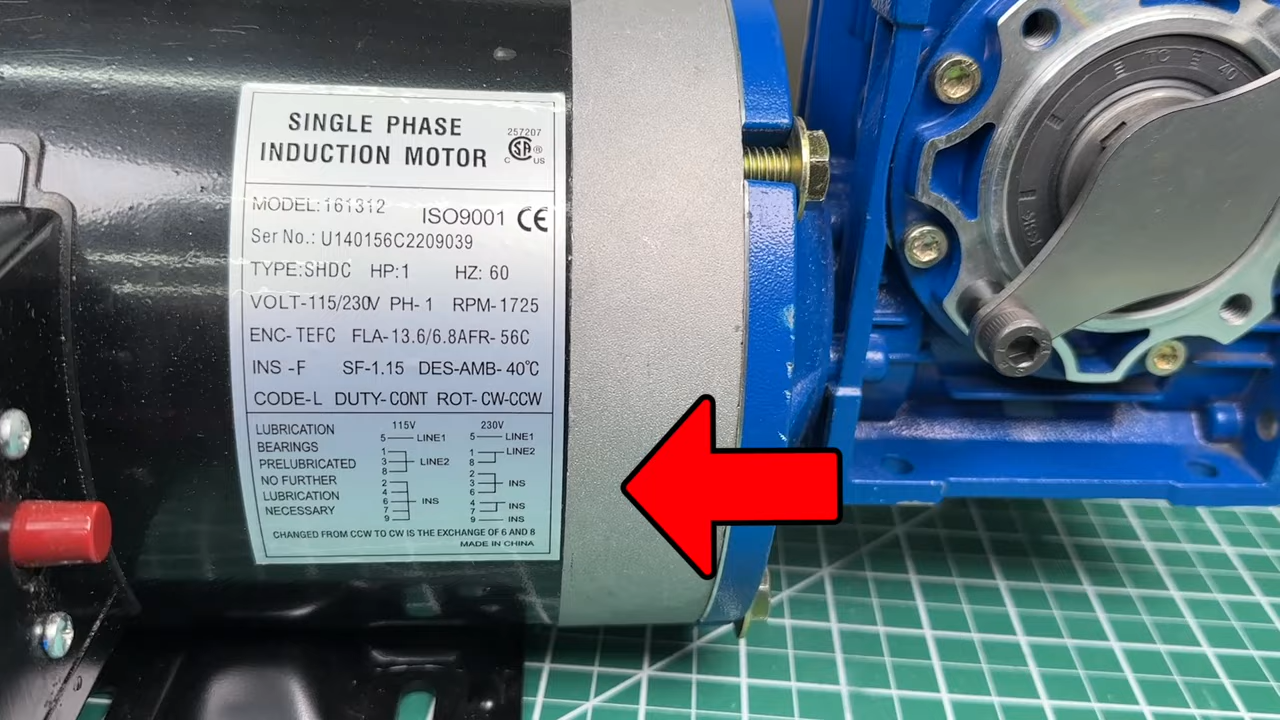 SINGLE PHASE
INDUCTION MOTOR
257207
SA ®
C US
MODEL:161312 ISO9001 CE
Ser No.: U140156C2209039
TYPE:SHDC HP:1 HZ: 60
VOLT-115/230V PH-1 RPM-1725
ENC-TEFC FLA-13.6/6.8AFR-56C
INS -F SF-1.15 DES-AMB-40℃
CODE-L DUTY-CONT ROT-CW-CCW
LUBRICATION
BEARINGS
PRELUBRICATED
NO FURTHER
LUBRICATION
NECESSARY
115V
5 LINE1
1
3 LINE2
8
2
4
6 INS
7
9
230V
5 LINE1
1 LINE2
8
2
3 INS
6
4 INS
7
9 INS
CHANGED FROM CCW TO CW IS THE EXCHANGE OF 6 AND 8
MADE IN CHINA
TC 40